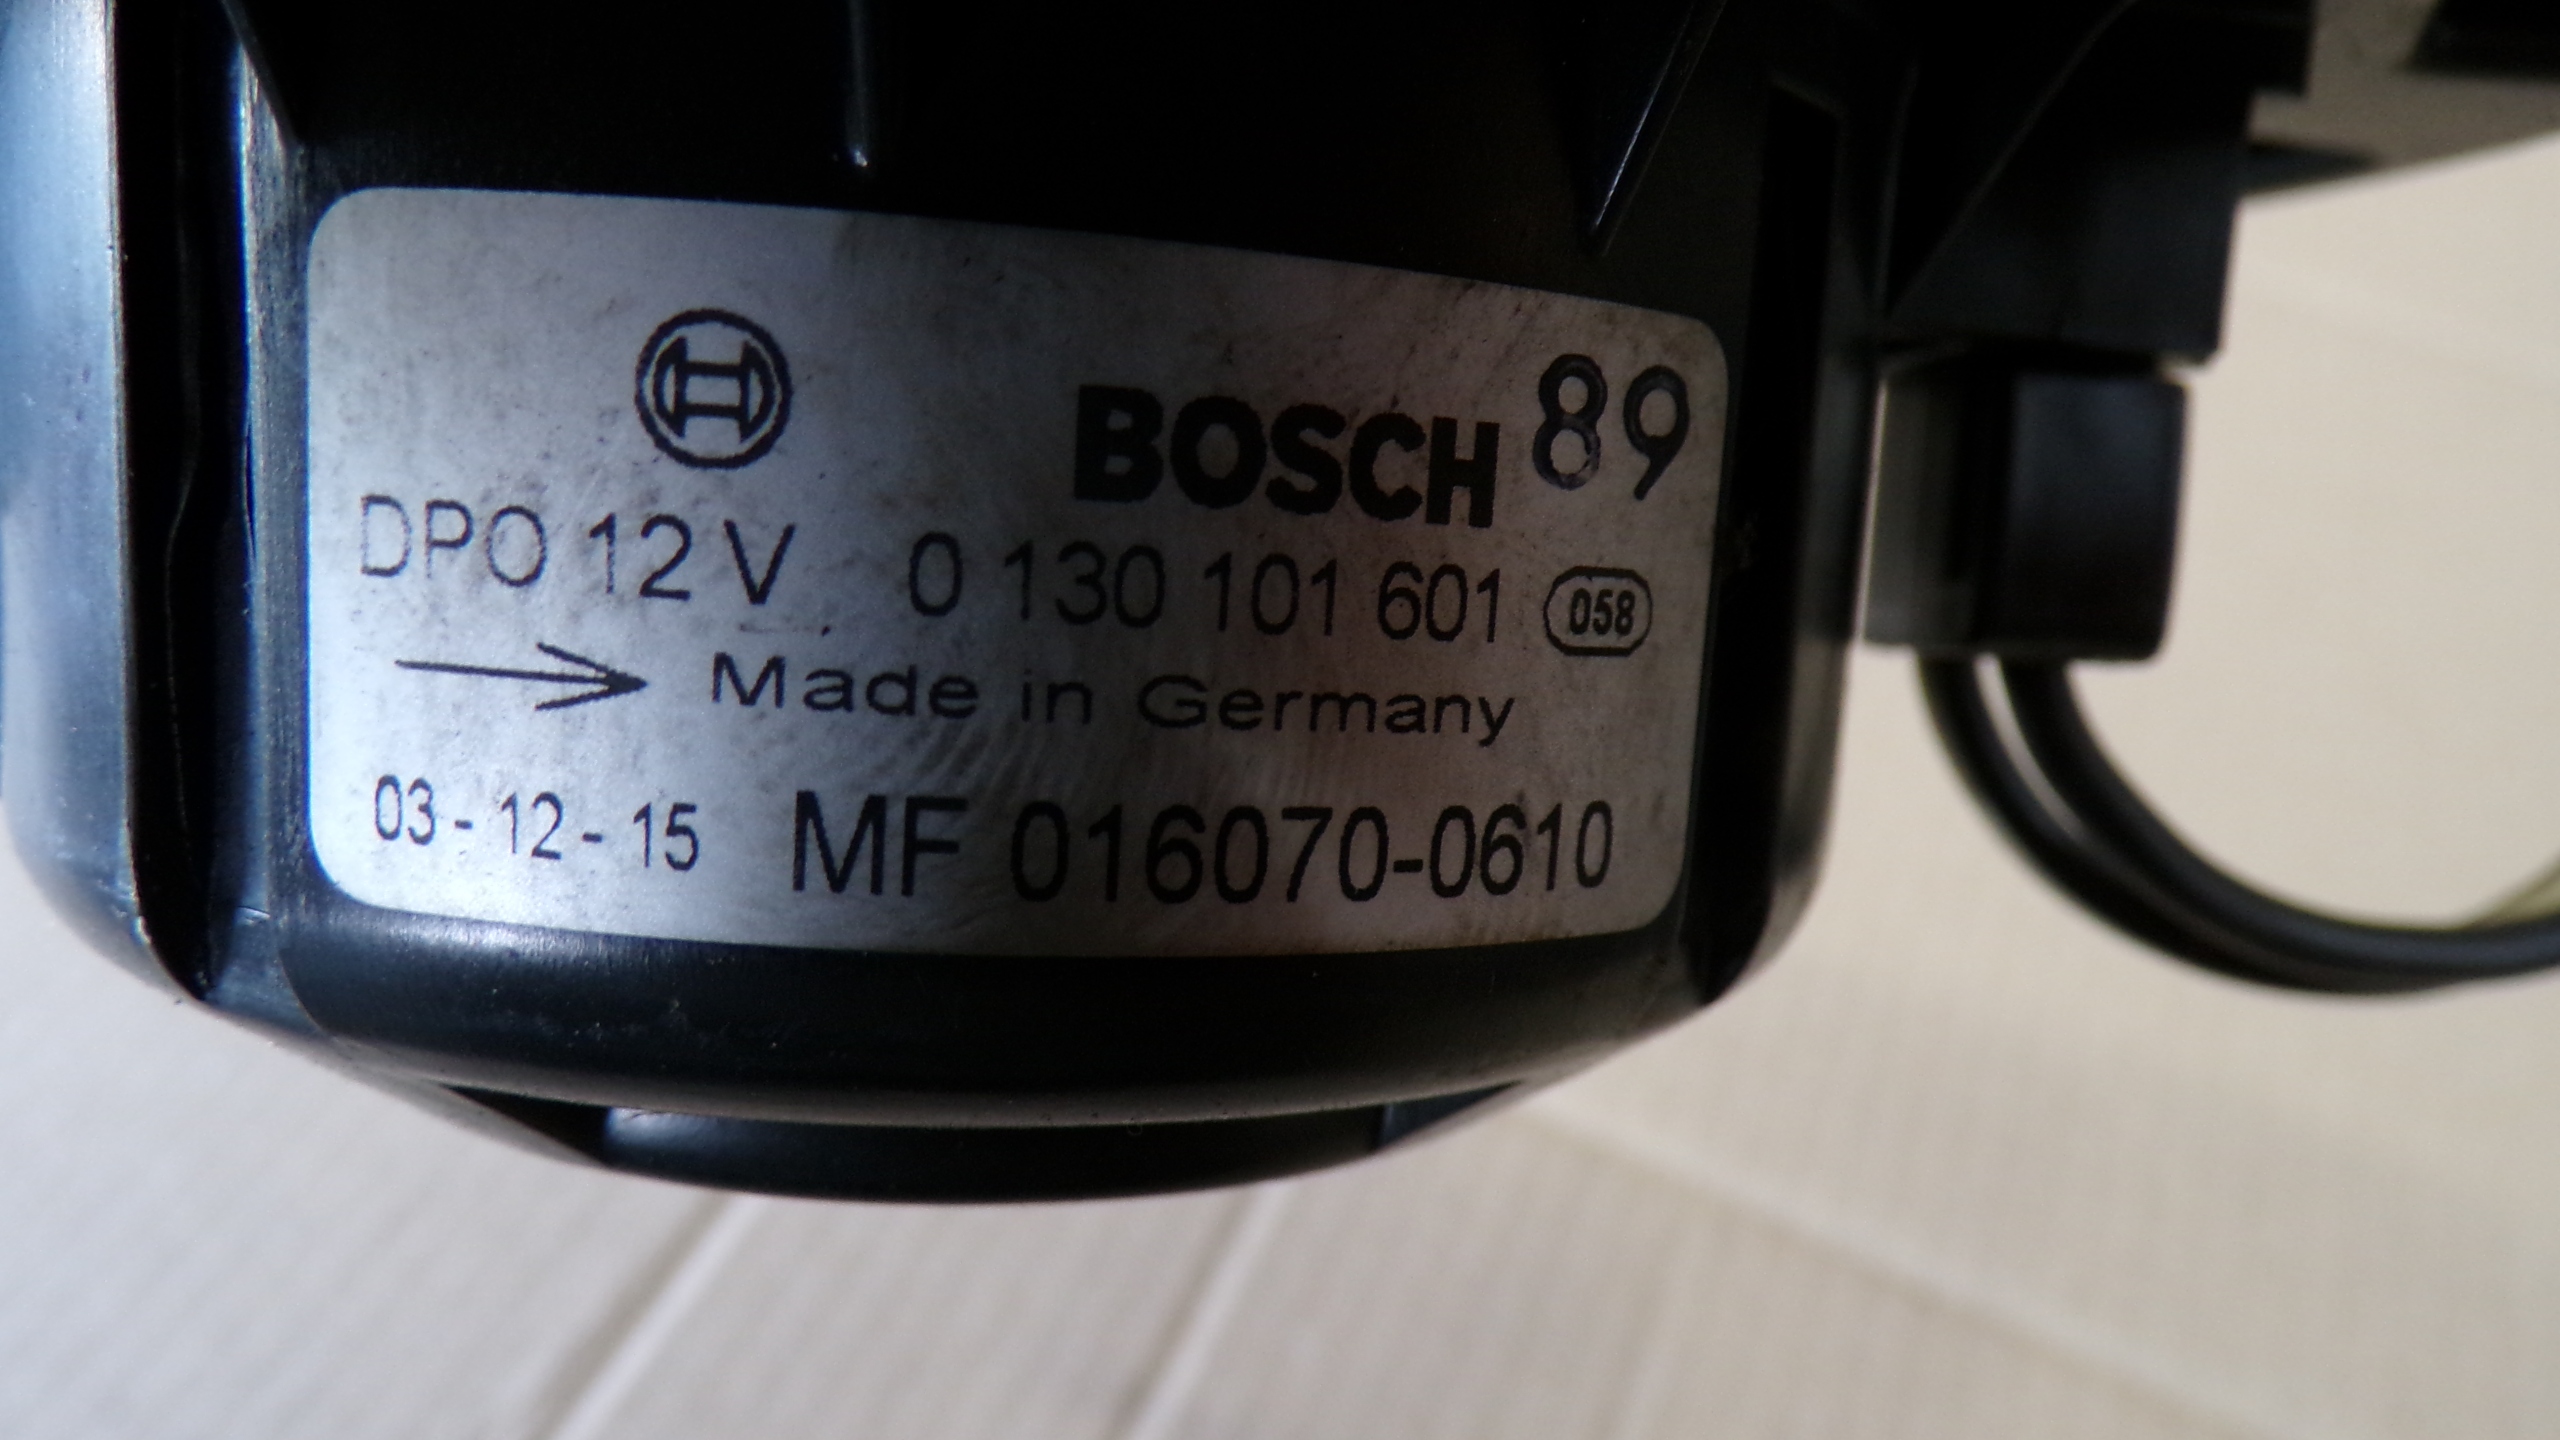 BOSCH 89
DPO 12 V 0 130 101 601 058
Made in Germany
03-12-15 MF 016070-0610